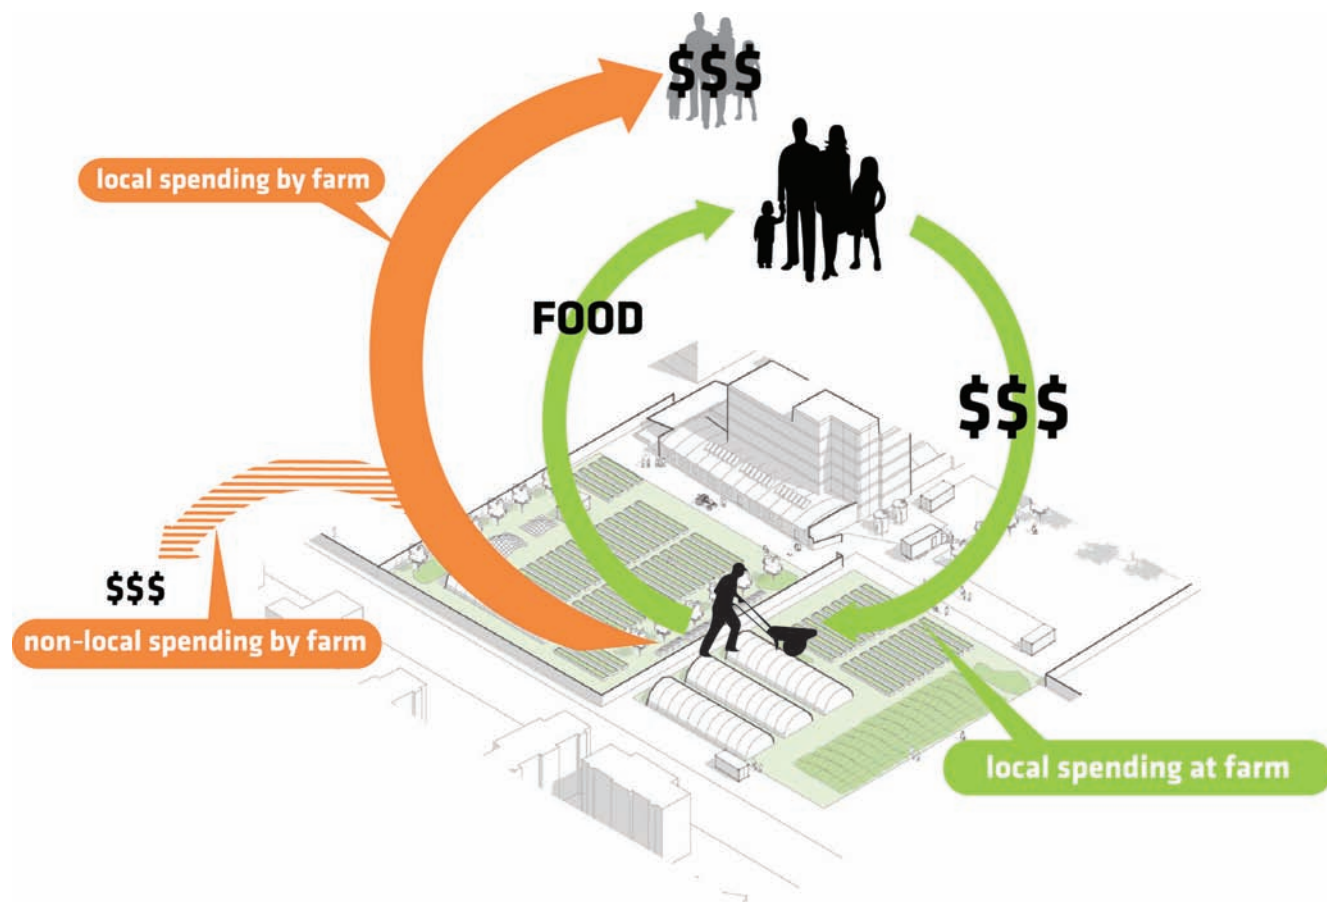 $$$
local spending by farm
FOOD
$$$
$$$
non-local spending by farm
local spending at farm